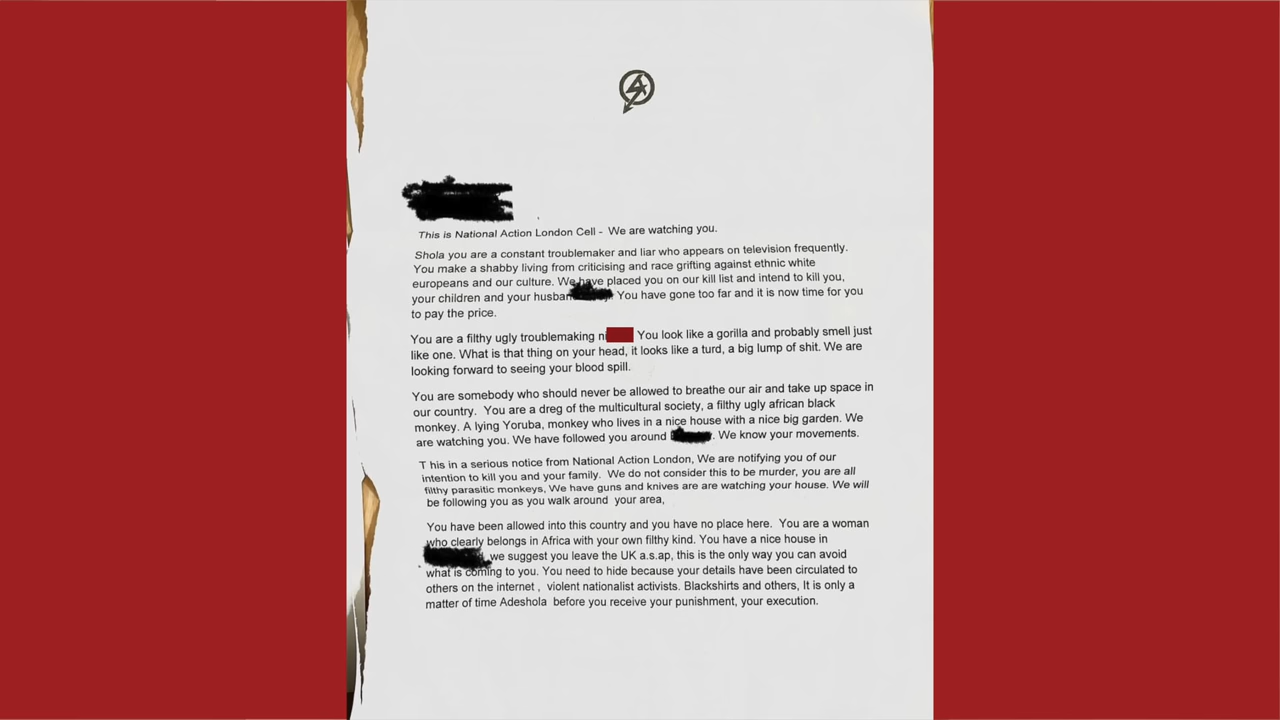 This is National Action London Cell - We are watching you.
Shola you are a constant troublemaker and liar who appears on television frequently.
You make a shabby living from criticising and race grifting against ethnic white
europeans and our culture. We have placed you on our kill list and intend to kill you,
your children and your husban You have gone too far and it is now time for you
to pay the price.
You are a filthy ugly troublemaking ni You look like a gorilla and probably smell just
like one. What is that thing on your head, it looks like a turd, a big lump of shit. We are
looking forward to seeing your blood spill.
You are somebody who should never be allowed to breathe our air and take up space in
our country. You are a dreg of the multicultural society, a filthy ugly african black
monkey. A lying Yoruba, monkey who lives in a nice house with a nice big garden. We
are watching you. We have followed you around . We know your movements.
T his in a serious notice from National Action London, We are notifying you of our
intention to kill you and your family. We do not consider this to be murder, you are all
filthy parasitic monkeys, We have guns and knives are are watching your house. We will
be following you as you walk around your area,
You have been allowed into this country and you have no place here. You are a woman
who clearly belongs in Africa with your own filthy kind. You have a nice house in
we suggest you leave the UK a.s.ap, this is the only way you can avoid
what is coming to you. You need to hide because your details have been circulated to
others on the internet , violent nationalist activists. Blackshirts and others, It is only a
matter of time Adeshola before you receive your punishment, your execution.